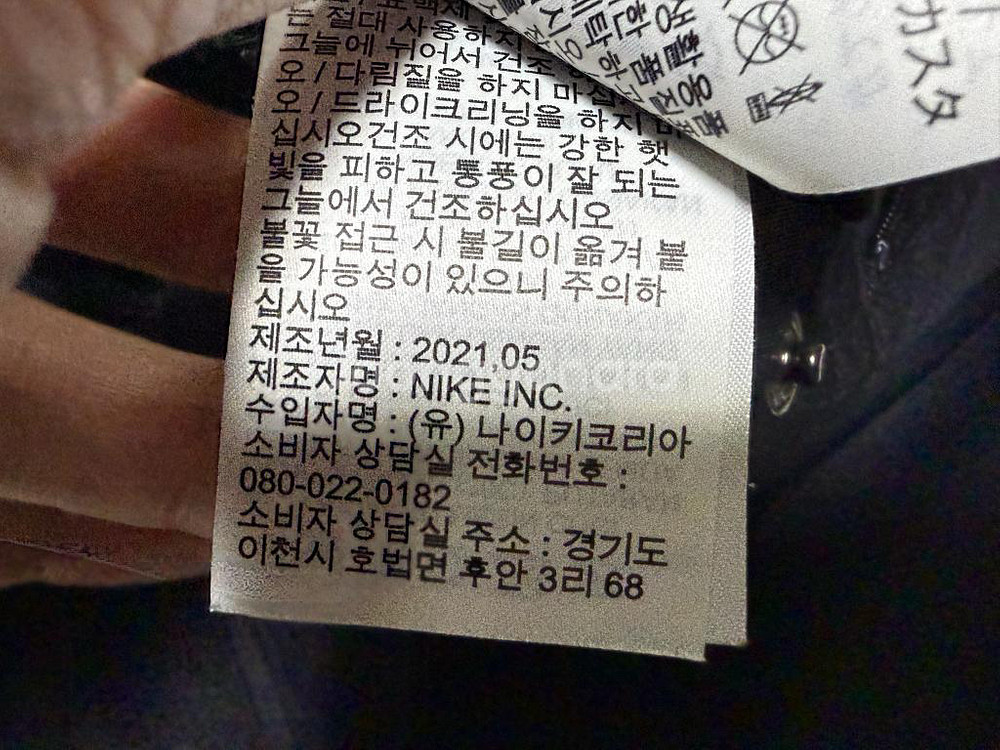 는 절대 사용하지
그늘에 뉘어서 건조
오 / 다림질을 하지 마십
오 / 드라이크리닝을 하지
십시오건조 시에는 강한 햇
빛을 피하고 통풍이 잘 되는
그늘에서 건조하십시오
불꽃 접근 시 불길이 옮겨 붙
을 가능성이 있으니 주의하
십시오
제조년월 : 2021,05
제조자명 : NIKE INC.
수입자명 : (유) 나이키코리아
소비자 상담실 전화번호 :
080-022-0182
소비자 상담실 주소 : 경기도
이천시 호법면 후안 3리 68
カスタ